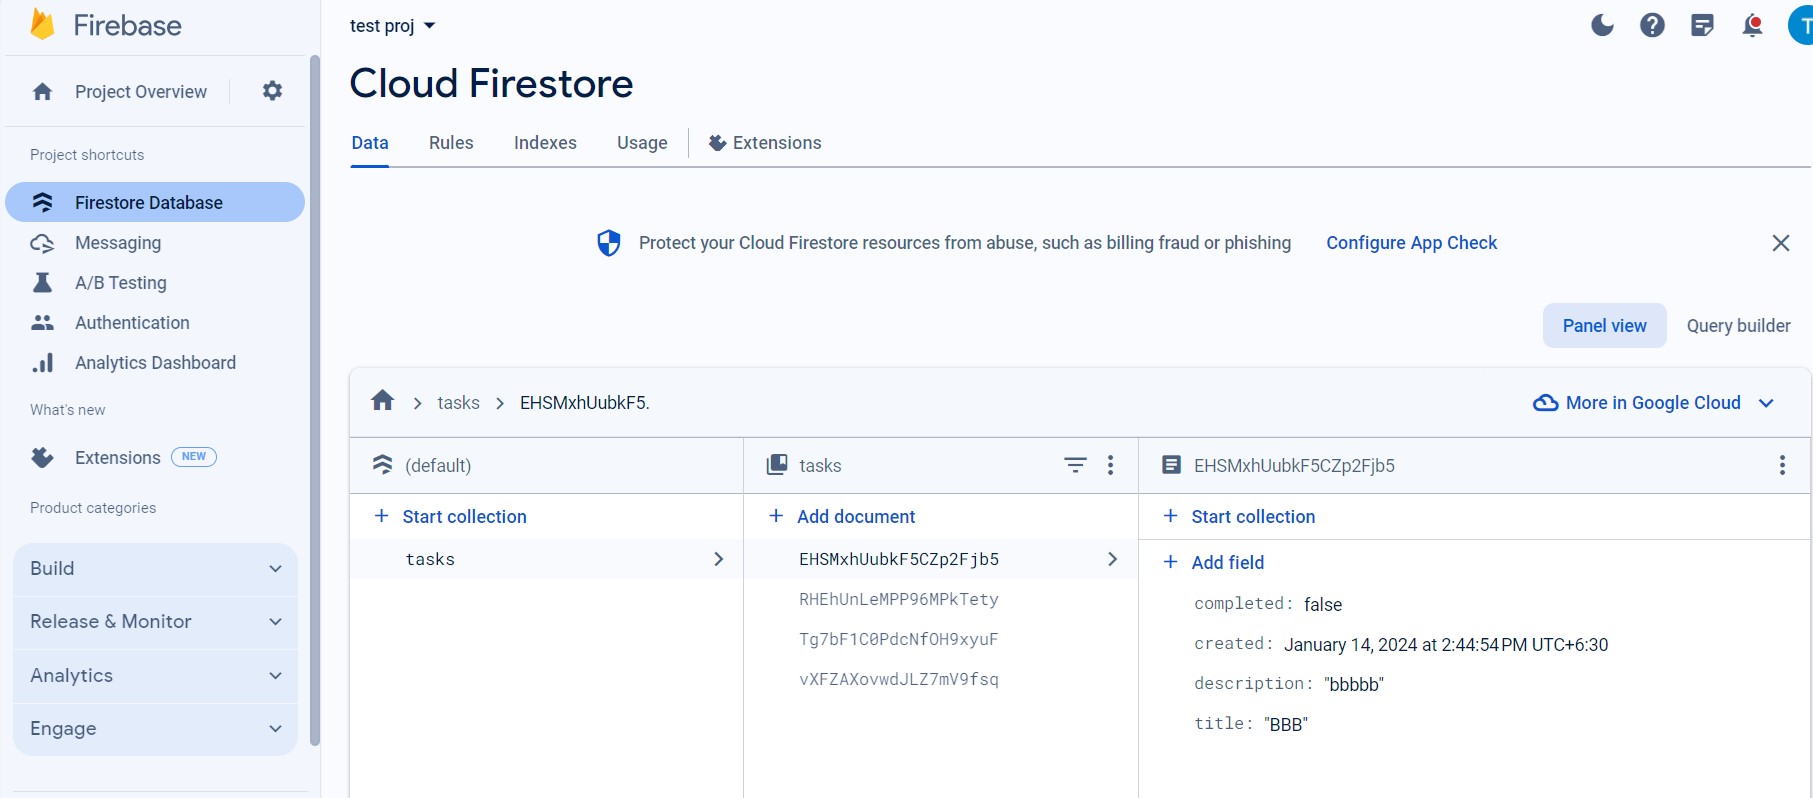 Firebase
test proj
T
Project Overview
Cloud Firestore
Data Rules Indexes Usage Extensions
Project shortcuts
Firestore Database
Messaging
A/B Testing
Authentication
Analytics Dashboard
What's new
Extensions NEW
Product categories
Build
Release & Monitor
Analytics
Engage
Protect your Cloud Firestore resources from abuse, such as billing fraud or phishing Configure App Check
Panel view Query builder
tasks EHSMxhUubkF5.
More in Google Cloud
(default)
+ Start collection
tasks
tasks
+ Add document
EHSMxhUubkF5CZp2Fjb5
RHEhUnLeMPP96MPkTety
Tg7bF1C0PdcNfOH9xyuF
vXFZAXovwdJLZ7mV9fsq
EHSMxhUubkF5CZp2Fjb5
+ Start collection
+ Add field
completed: false
created: January 14, 2024 at 2:44:54 PM UTC+6:30
description: "bbbbb"
title: "BBB"